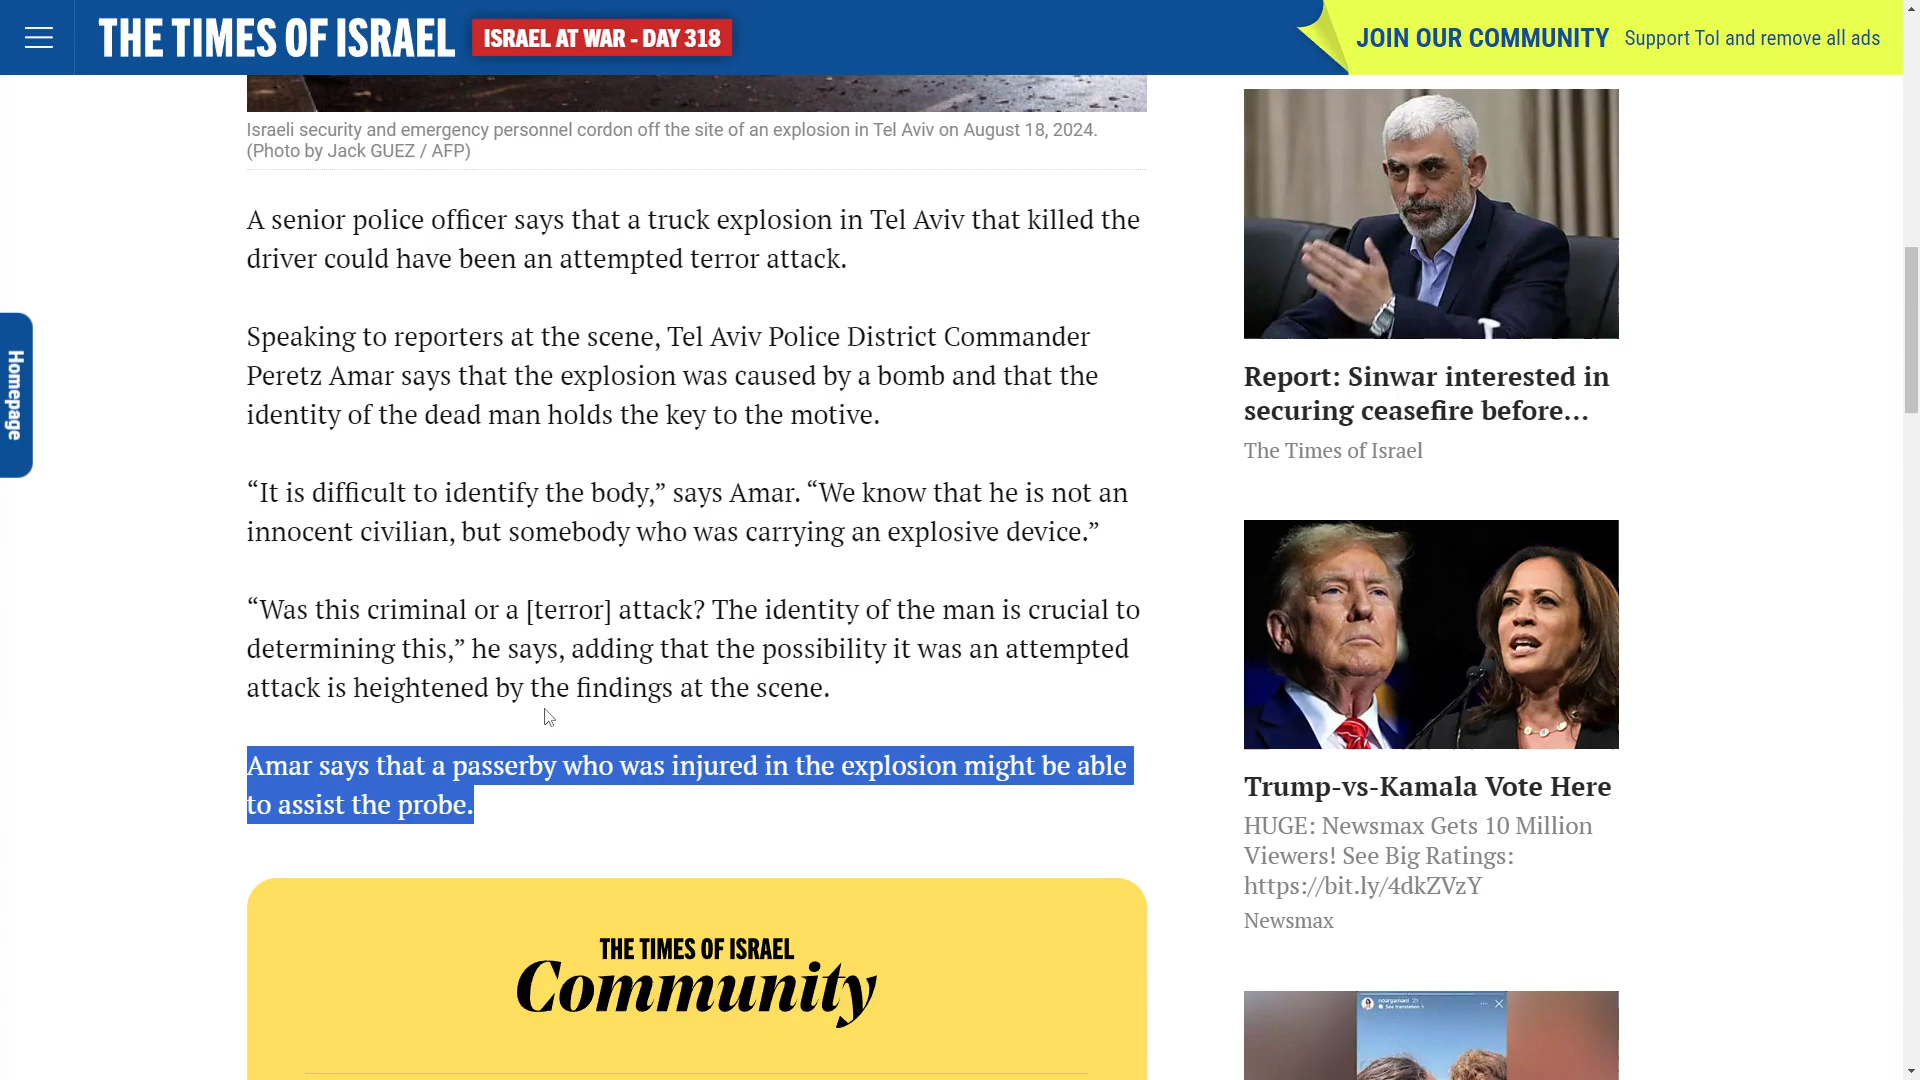 THE TIMES OF ISRAEL
ISRAEL AT WAR - DAY 318
JOIN OUR COMMUNITY Support ToI and remove all ads
Homepage
Israeli security and emergency personnel cordon off the site of an explosion in Tel Aviv on August 18, 2024.
(Photo by Jack GUEZ / AFP)
A senior police officer says that a truck explosion in Tel Aviv that killed the
driver could have been an attempted terror attack.
Speaking to reporters at the scene, Tel Aviv Police District Commander
Peretz Amar says that the explosion was caused by a bomb and that the
identity of the dead man holds the key to the motive.
“It is difficult to identify the body,” says Amar. “We know that he is not an
innocent civilian, but somebody who was carrying an explosive device.”
“Was this criminal or a [terror] attack? The identity of the man is crucial to
determining this,” he says, adding that the possibility it was an attempted
attack is heightened by the findings at the scene.
Amar says that a passerby who was injured in the explosion might be able
to assist the probe.
THE TIMES OF ISRAEL
Community
Report: Sinwar interested in
securing ceasefire before...
The Times of Israel
Trump-vs-Kamala Vote Here
HUGE: Newsmax Gets 10 Million
Viewers! See Big Ratings:
https://bit.ly/4dkZVzY
Newsmax
See translation